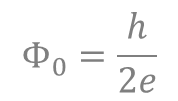 Φ₀ = h/2e